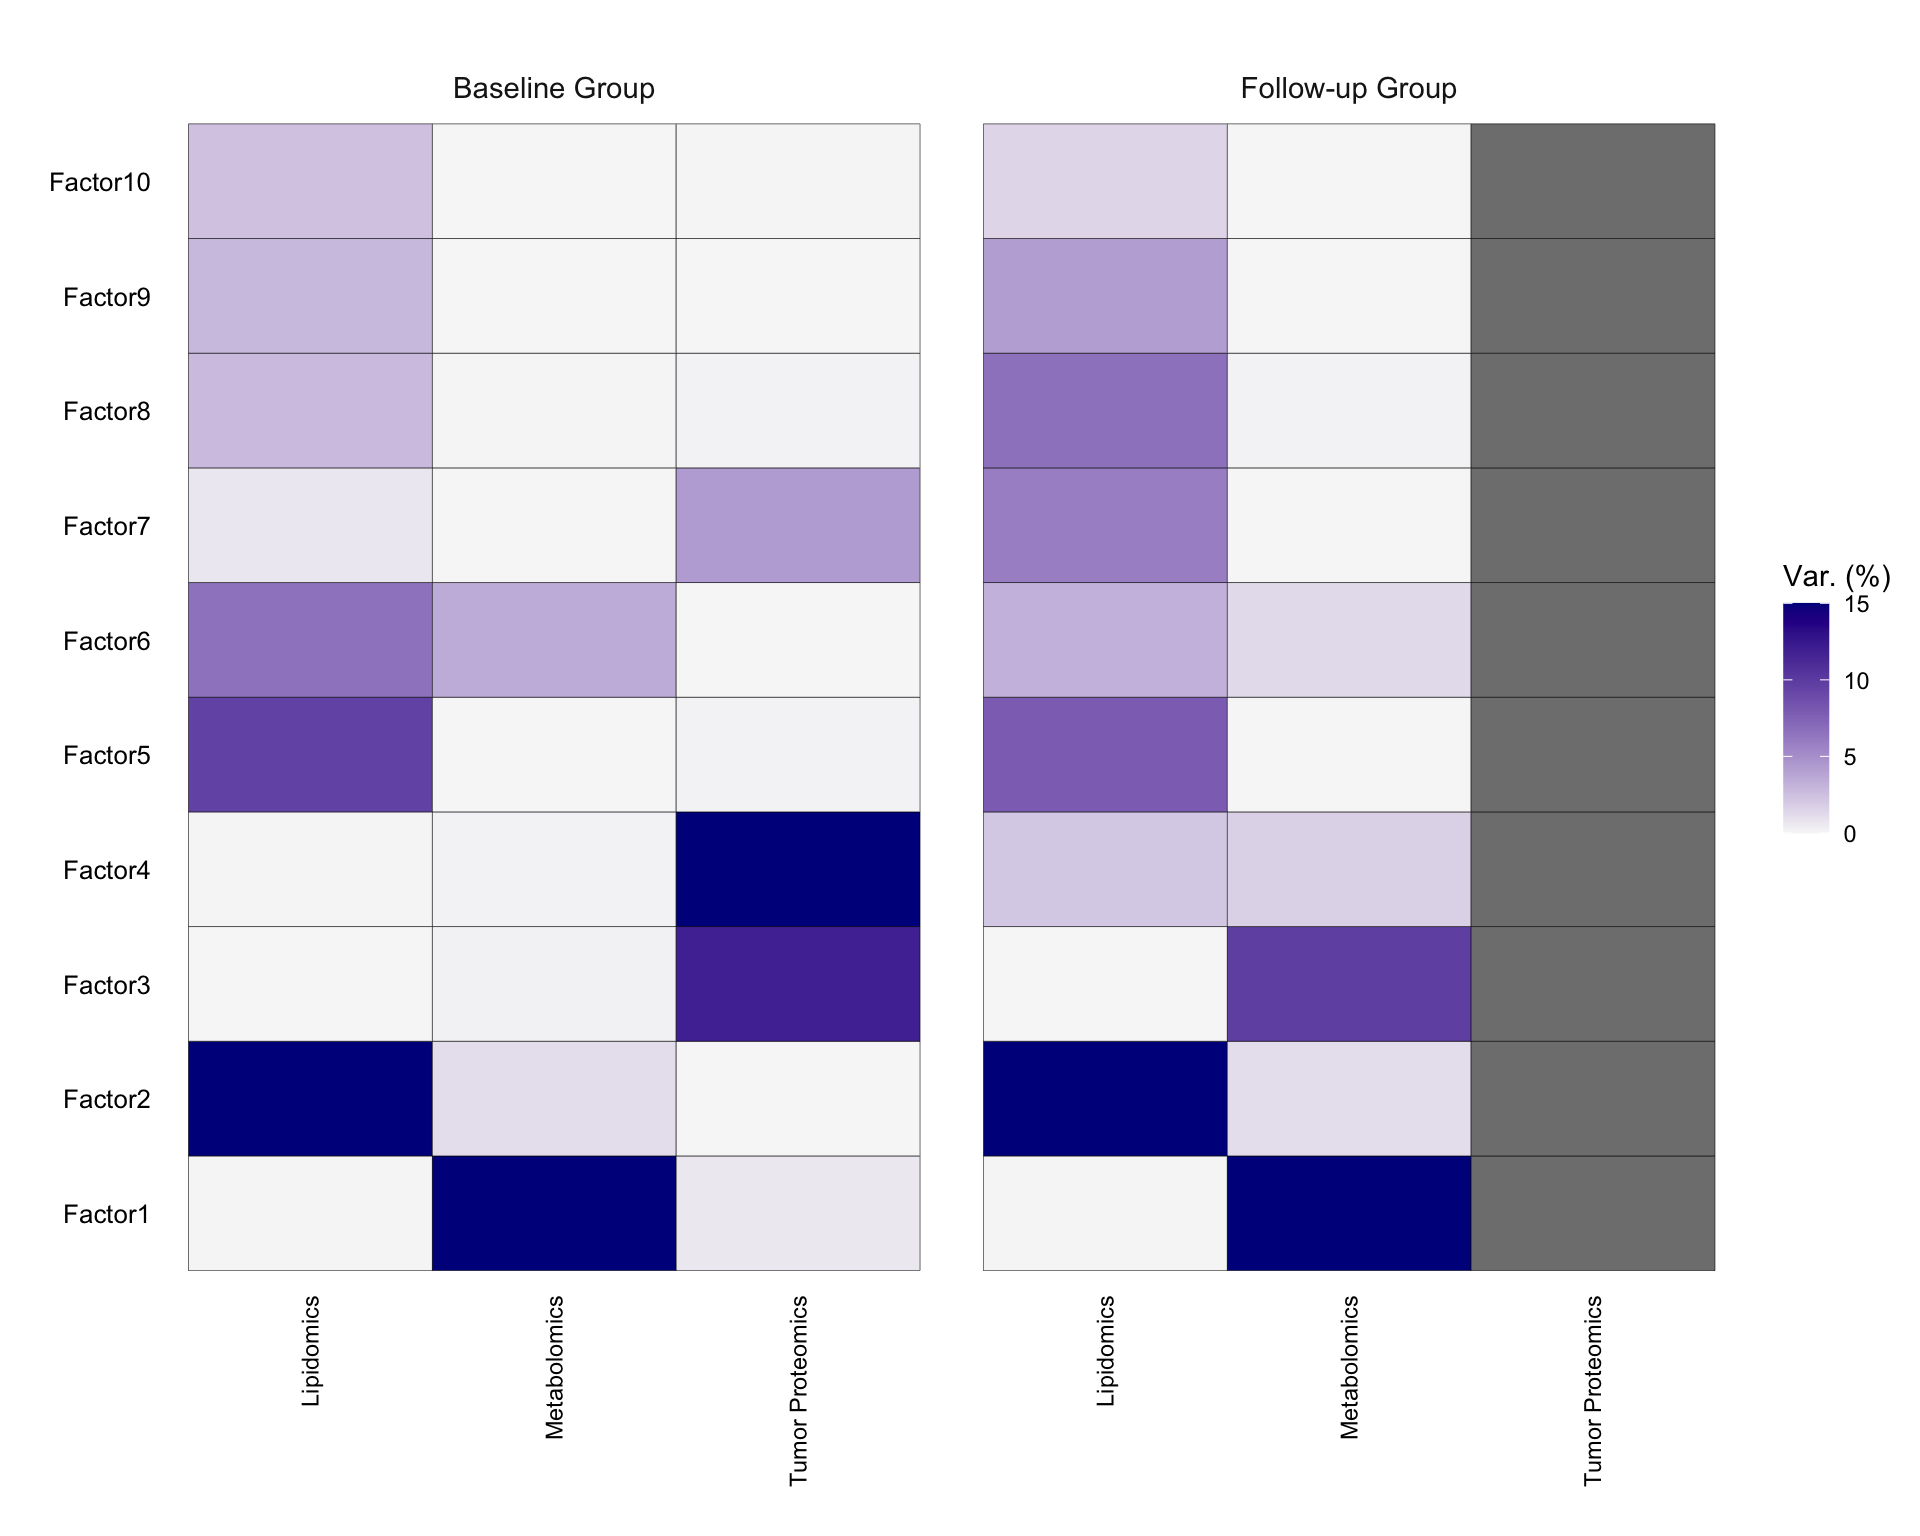 Baseline Group
Follow-up Group
Factor10
Factor9
Factor8
Factor7
Factor6
Factor5
Factor4
Factor3
Factor2
Factor1
Var. (%)
15
10
5
0
Lipidomics
Metabolomics
Tumor Proteomics
Lipidomics
Metabolomics
Tumor Proteomics